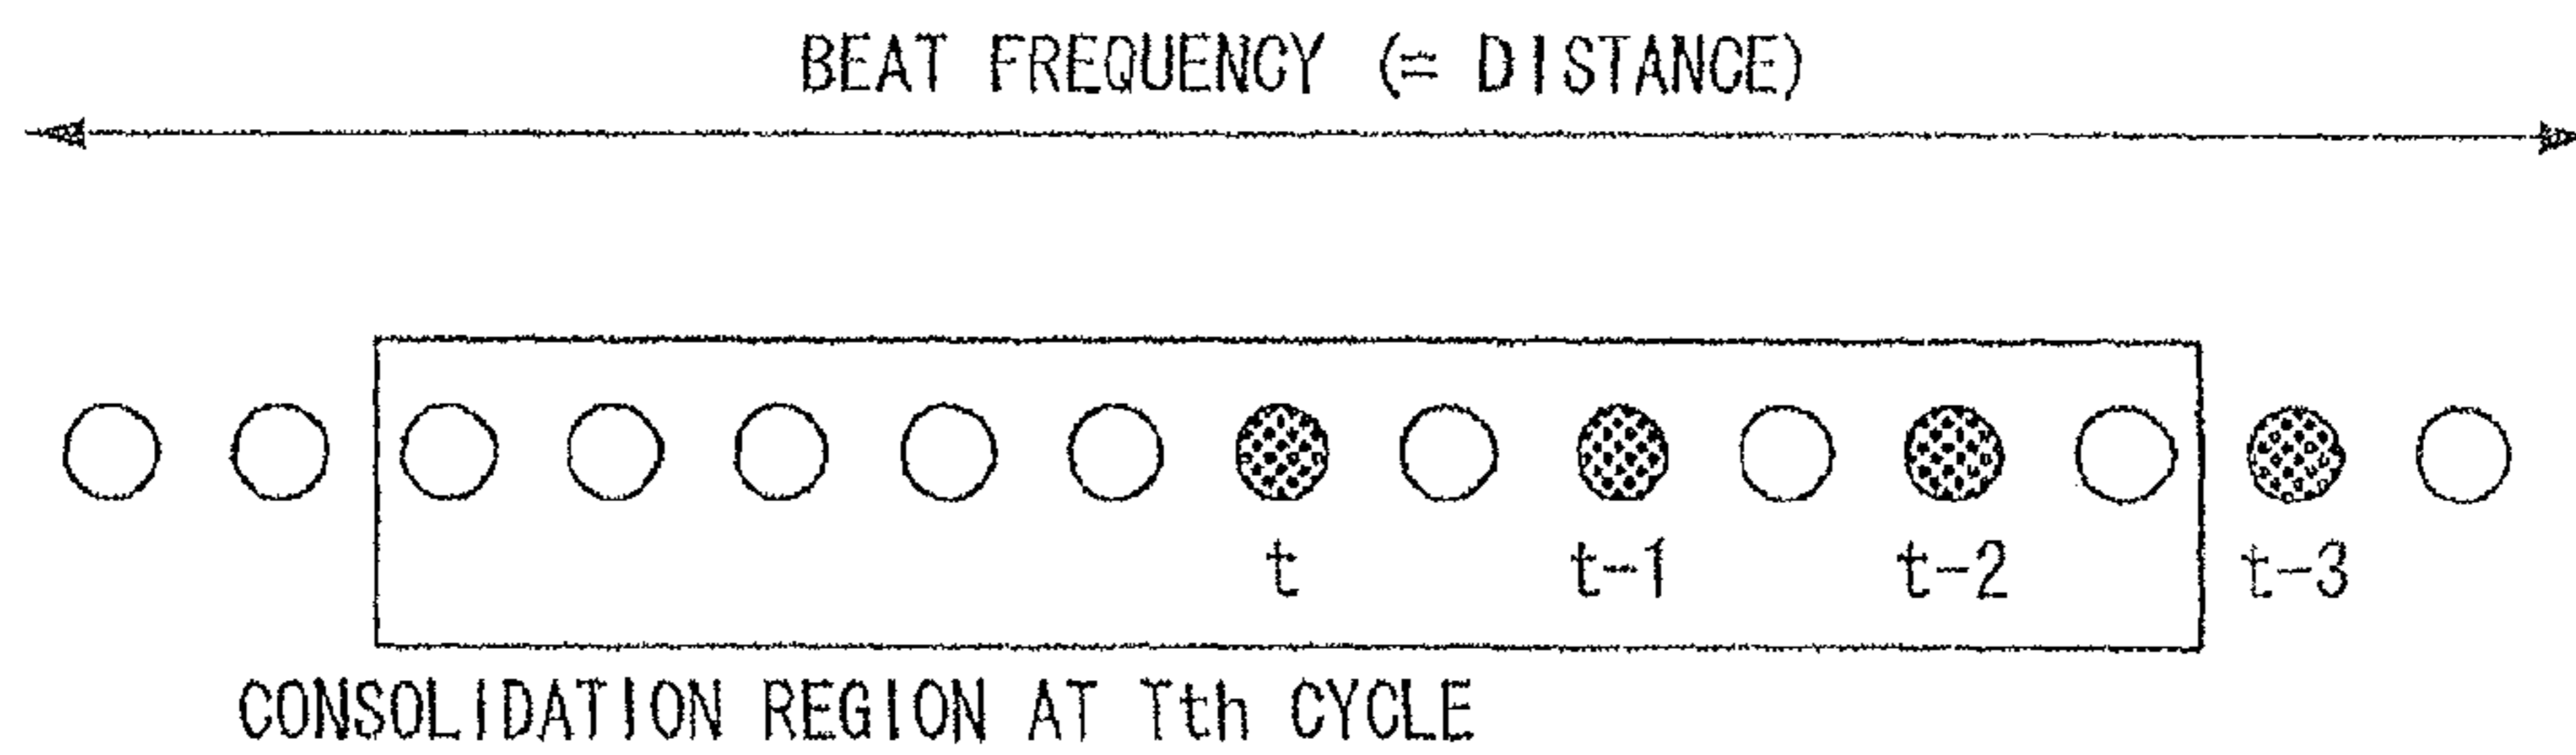 BEAT FREQUENCY (= DISTANCE)
t t-1 t-2 t-3
CONSOLIDATION REGION AT Tth CYCLE